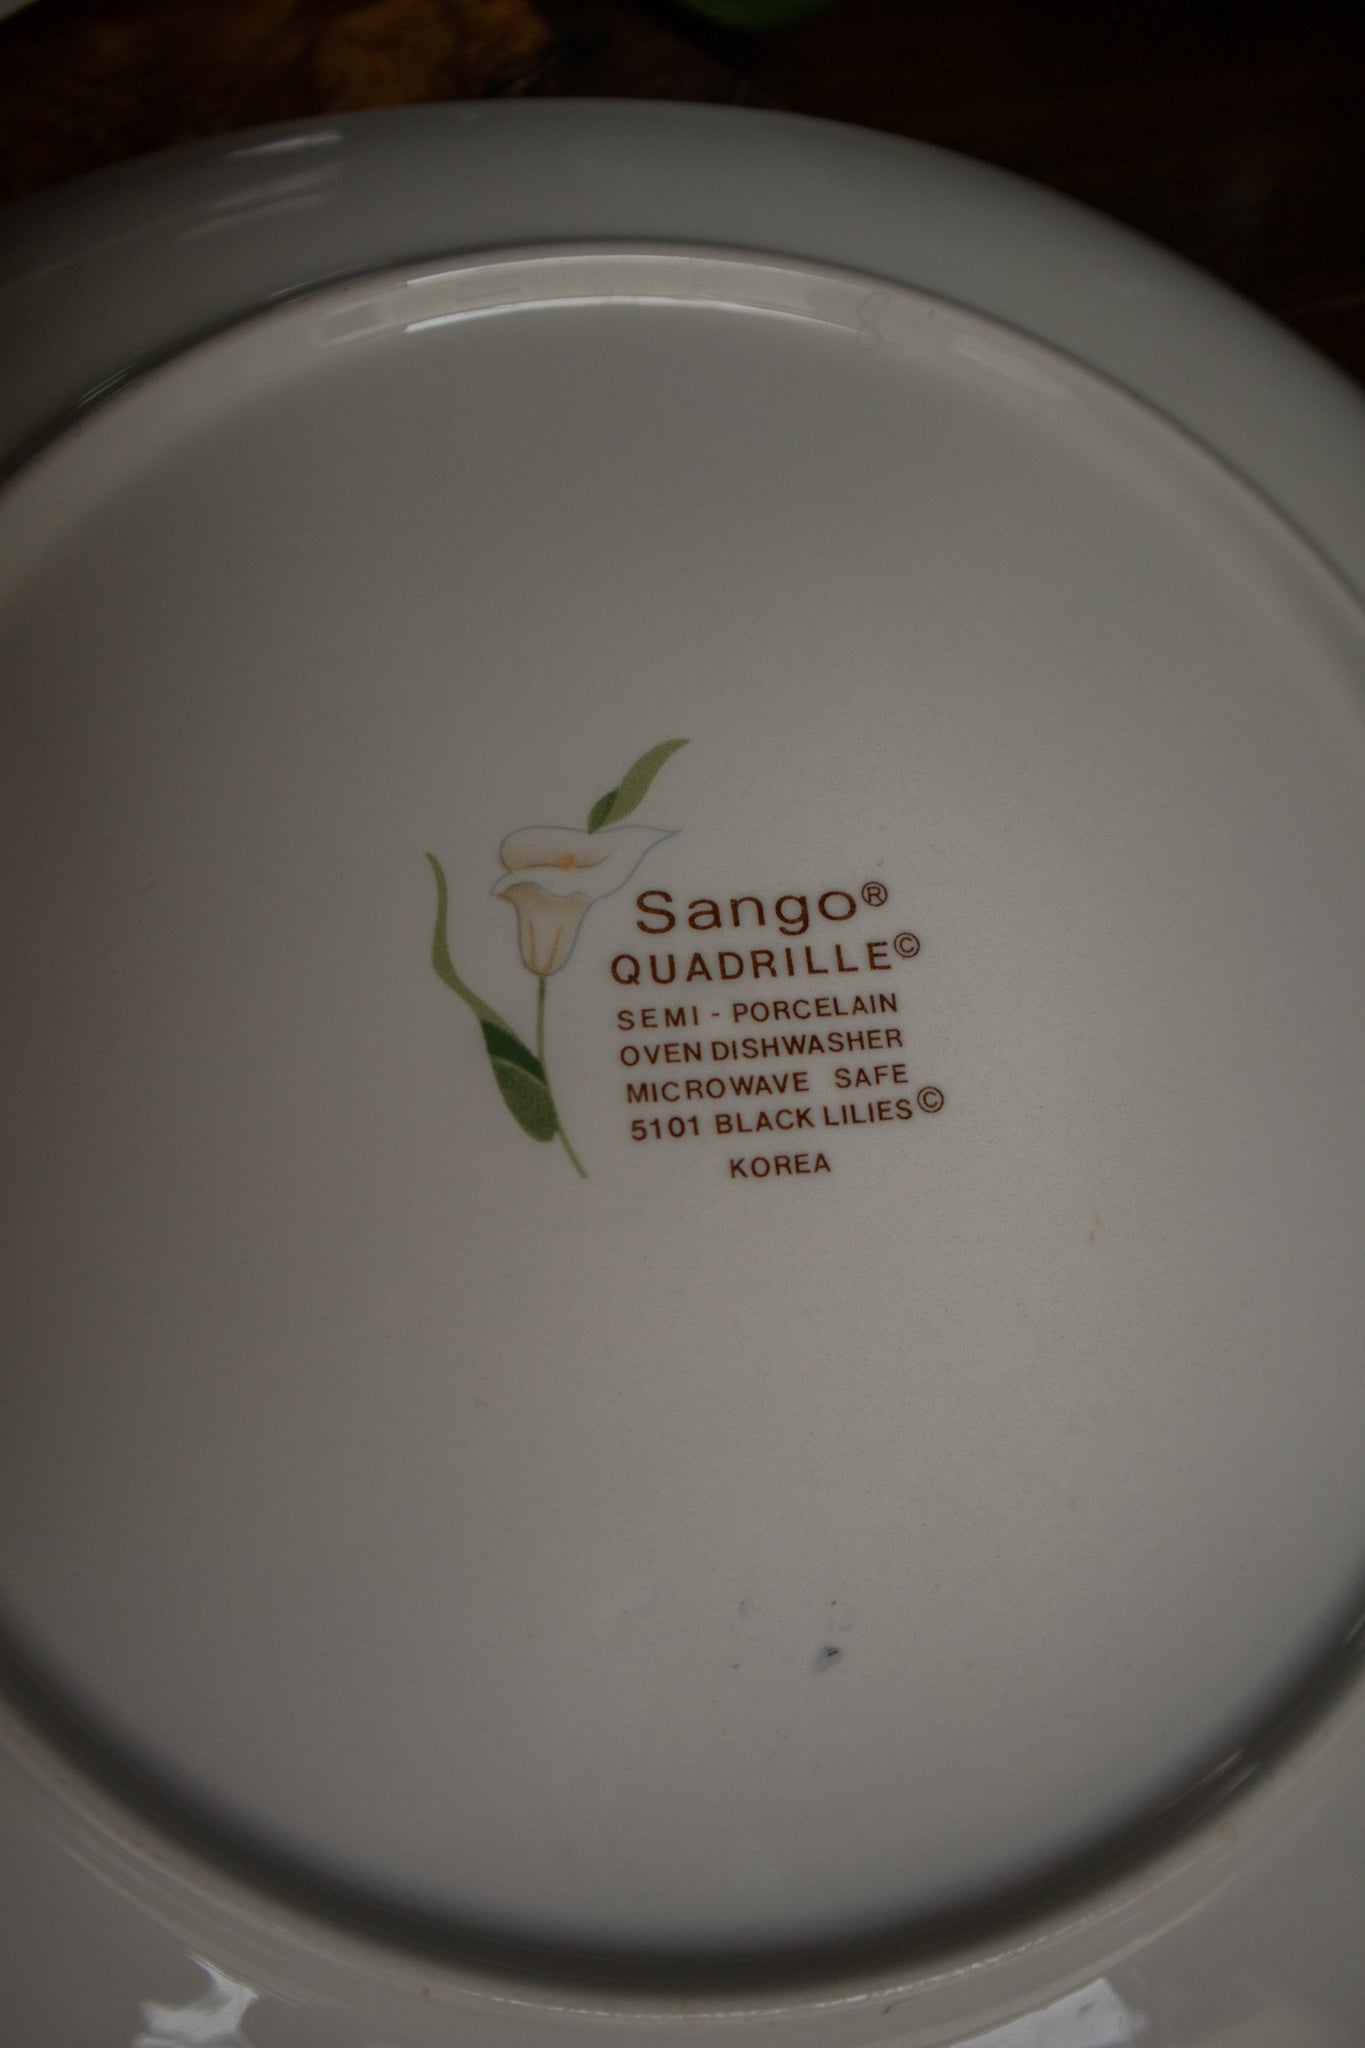 Sango®
QUADRILLE©
SEMI - PORCELAIN
OVEN DISHWASHER
MICROWAVE SAFE
5101 BLACK LILIES©
KOREA